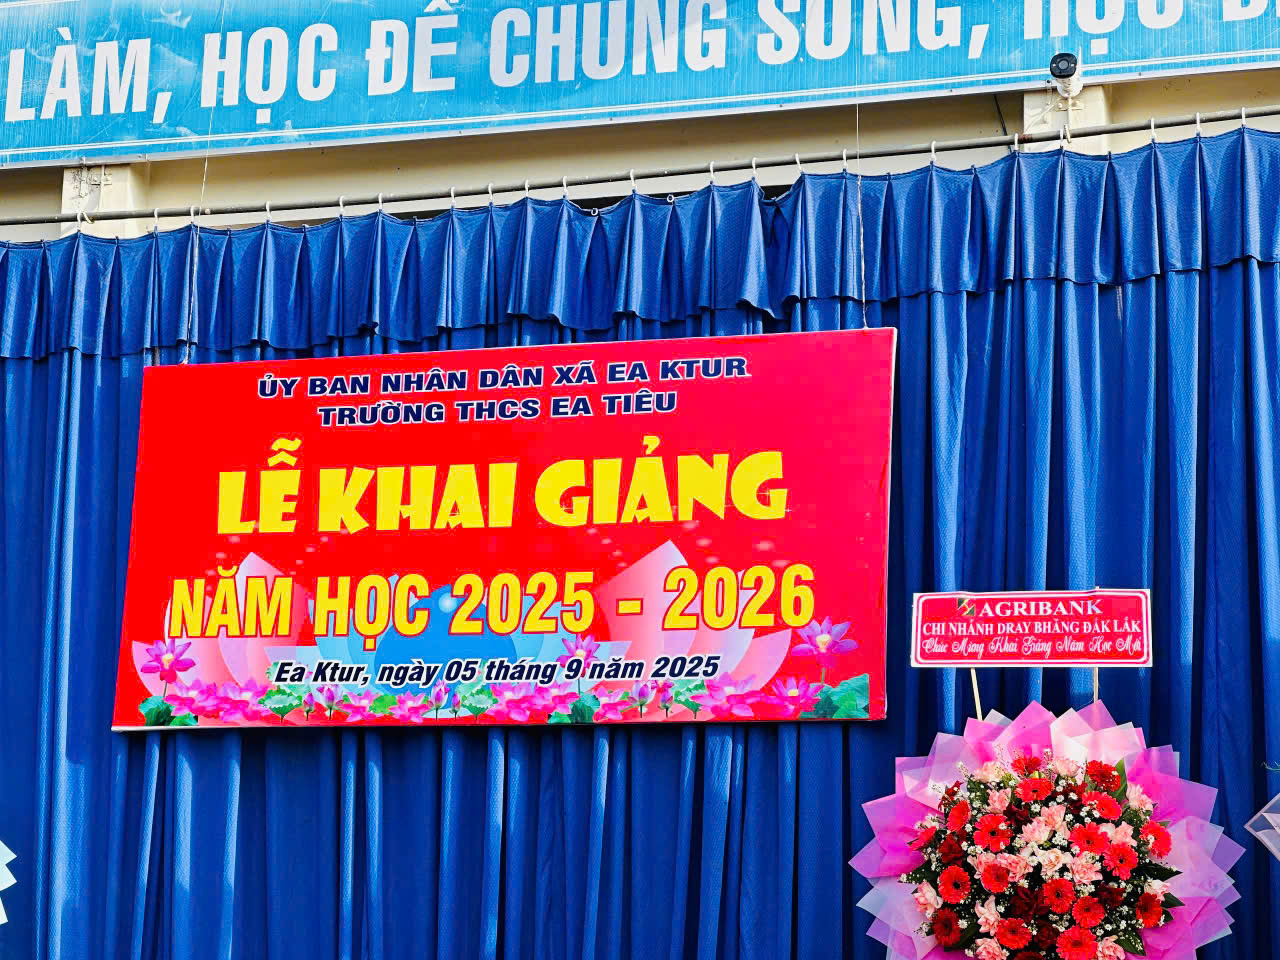 LÀM, HỌC ĐỂ CHUNG SỐNG, HỌC
ỦY BAN NHÂN DÂN XÃ EA KTUR
TRƯỜNG THCS EA TIÊU
LỄ KHAI GIẢNG
NĂM HỌC 2025 - 2026
Ea Ktur, ngày 05 tháng 9 năm 2025
AGRIBANK
CHI NHÁNH DRAY BHĂNG ĐẮK LẮK
Chúc Mừng Khai Giảng Năm Học Mới